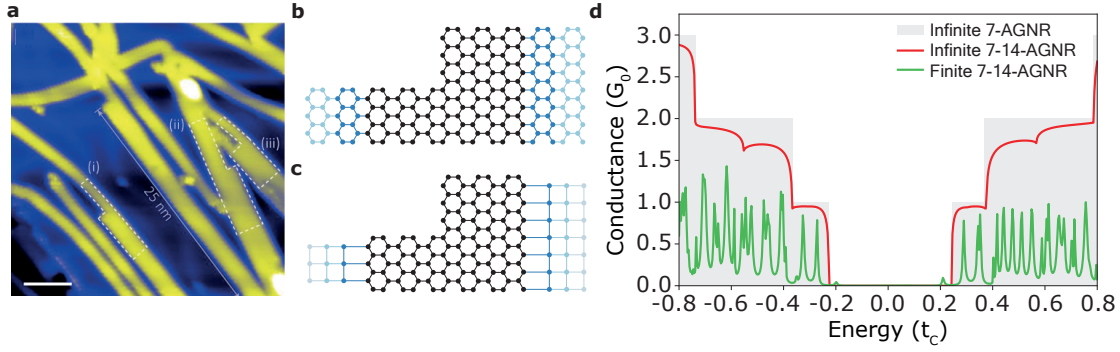 a
(i)
(ii)
(iii)
25 nm
b
c
d
Conductance (G₀)
3.0
2.5
2.0
1.5
1.0
0.5
0.0
Infinite 7-AGNR
Infinite 7-14-AGNR
Finite 7-14-AGNR
-0.8 -0.6 -0.4 -0.2 0.0 0.2 0.4 0.6 0.8
Energy (t_C)